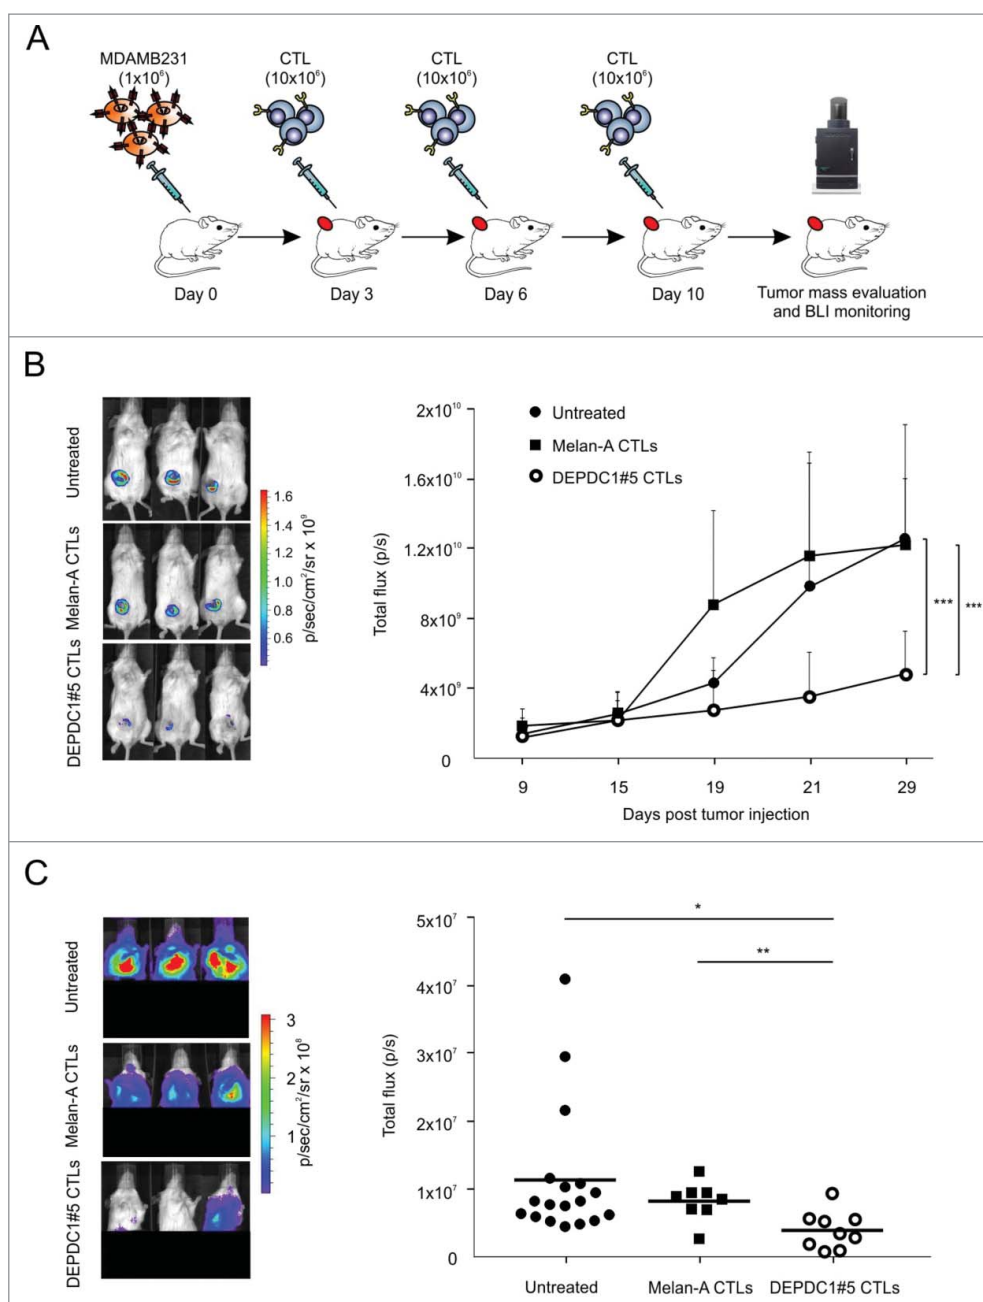 A
MDAMB231
(1x10⁶)
CTL
(10x10⁶)
CTL
(10x10⁶)
CTL
(10x10⁶)
Day 0
Day 3
Day 6
Day 10
Tumor mass evaluation
and BLI monitoring
B
Untreated
Melan-A CTLs
DEPDC1#5 CTLs
1.6
1.4
1.2
1.0
0.8
0.6
p/sec/cm²/sr x 10⁹
Total flux (p/s)
2x10¹⁰
1.6x10¹⁰
1.2x10¹⁰
8x10⁹
4x10⁹
0
Untreated
Melan-A CTLs
DEPDC1#5 CTLs
***
***
9
15
19
21
29
Days post tumor injection
C
Untreated
Melan-A CTLs
DEPDC1#5 CTLs
3
2
1
p/sec/cm²/sr x 10⁸
Total flux (p/s)
5x10⁷
4x10⁷
3x10⁷
2x10⁷
1x10⁷
0
*
**
Untreated
Melan-A CTLs
DEPDC1#5 CTLs